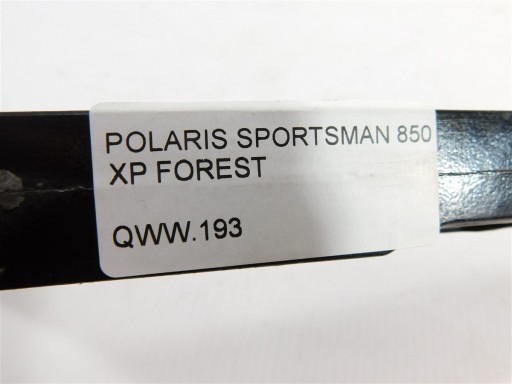 POLARIS SPORTSMAN 850
XP FOREST
QWW.193